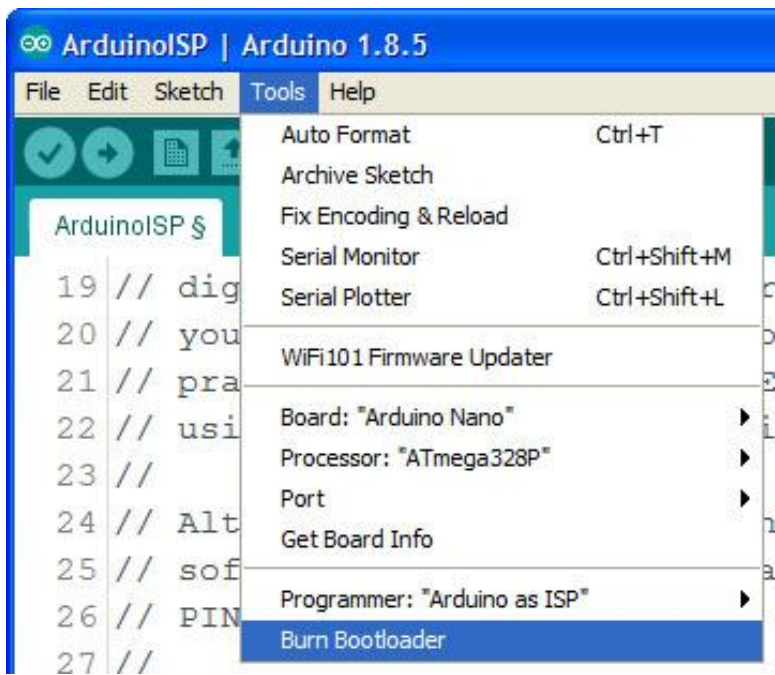 ArduinoISP | Arduino 1.8.5
File Edit Sketch Tools Help
Auto Format Ctrl+T
Archive Sketch
Fix Encoding & Reload
ArduinoISP §
Serial Monitor Ctrl+Shift+M
Serial Plotter Ctrl+Shift+L
WiFi101 Firmware Updater
Board: "Arduino Nano"
Processor: "ATmega328P"
Port
Get Board Info
Programmer: "Arduino as ISP"
Burn Bootloader
19 // dig
20 // you
21 // pra
22 // usi
23 //
24 // Alt
25 // sof
26 // PIN
27 //